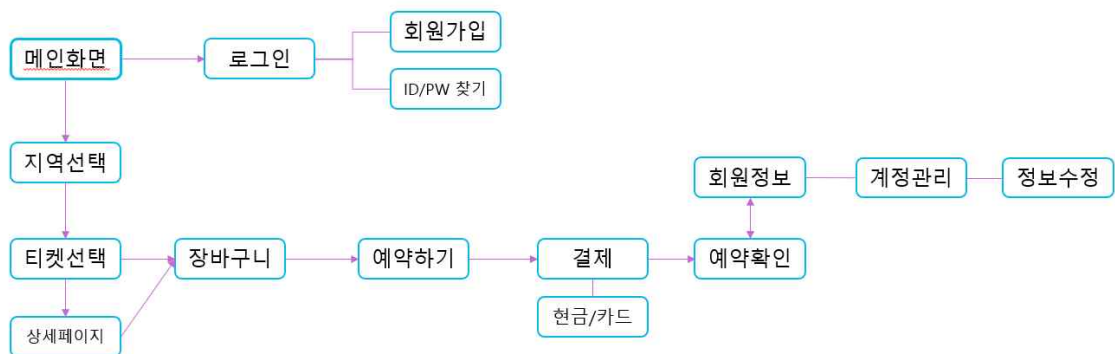 회원가입
메인화면
로그인
ID/PW 찾기
지역선택
회원정보
계정관리
정보수정
티켓선택
장바구니
예약하기
결제
예약확인
현금/카드
상세페이지